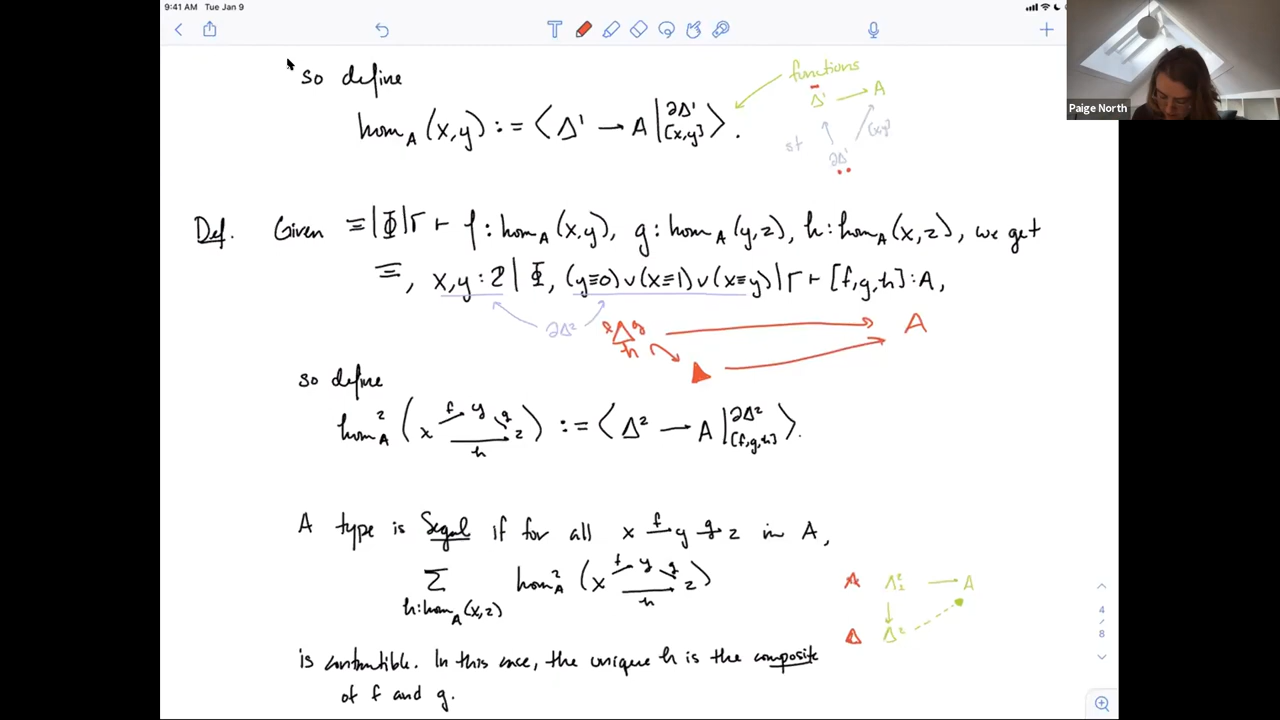 9:41 AM Tue Jan 9
Paige North
so define
hom_A (x,y) := ⟨ Δ¹ → A | ∂Δ¹ [x,y] ⟩.
functions
Δ¹ → A
st
∂Δ¹
[x,y]
Def. Given Ξ|Φ|Γ ⊢ f : hom_A (x,y), g : hom_A (y,z), h : hom_A (x,z), we get
Ξ, x,y : 2 | Φ, (y≡0) ∨ (x≡1) ∨ (x≡y) | Γ ⊢ [f,g,h] : A,
∂Δ²
f Δ g → A
h
so define
hom²_A ( x f y g z h ) := ⟨ Δ² → A | ∂Δ² [f,g,h] ⟩.
A type is Segal if for all x f y g z in A,
Σ h:hom_A(x,z) hom²_A ( x f y g z h )
Λ²₁ → A
Δ²
is contractible. In this case, the unique h is the composite
of f and g.
4
/
8